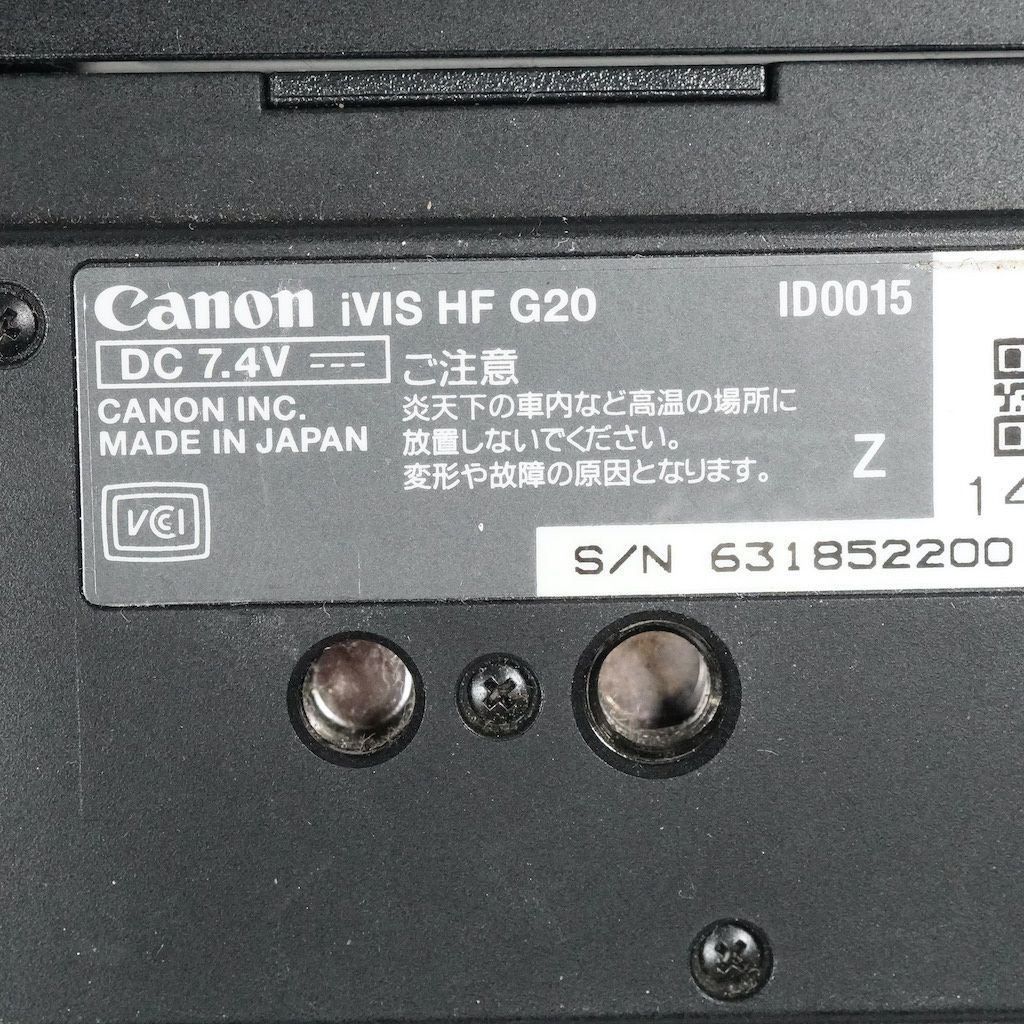 Canon iVIS HF G20 ID0015
DC 7.4V
ご注意
CANON INC.
MADE IN JAPAN
炎天下の車内など高温の場所に
放置しないでください。
変形や故障の原因となります。
Z
VCCI
14
S/N 631852200